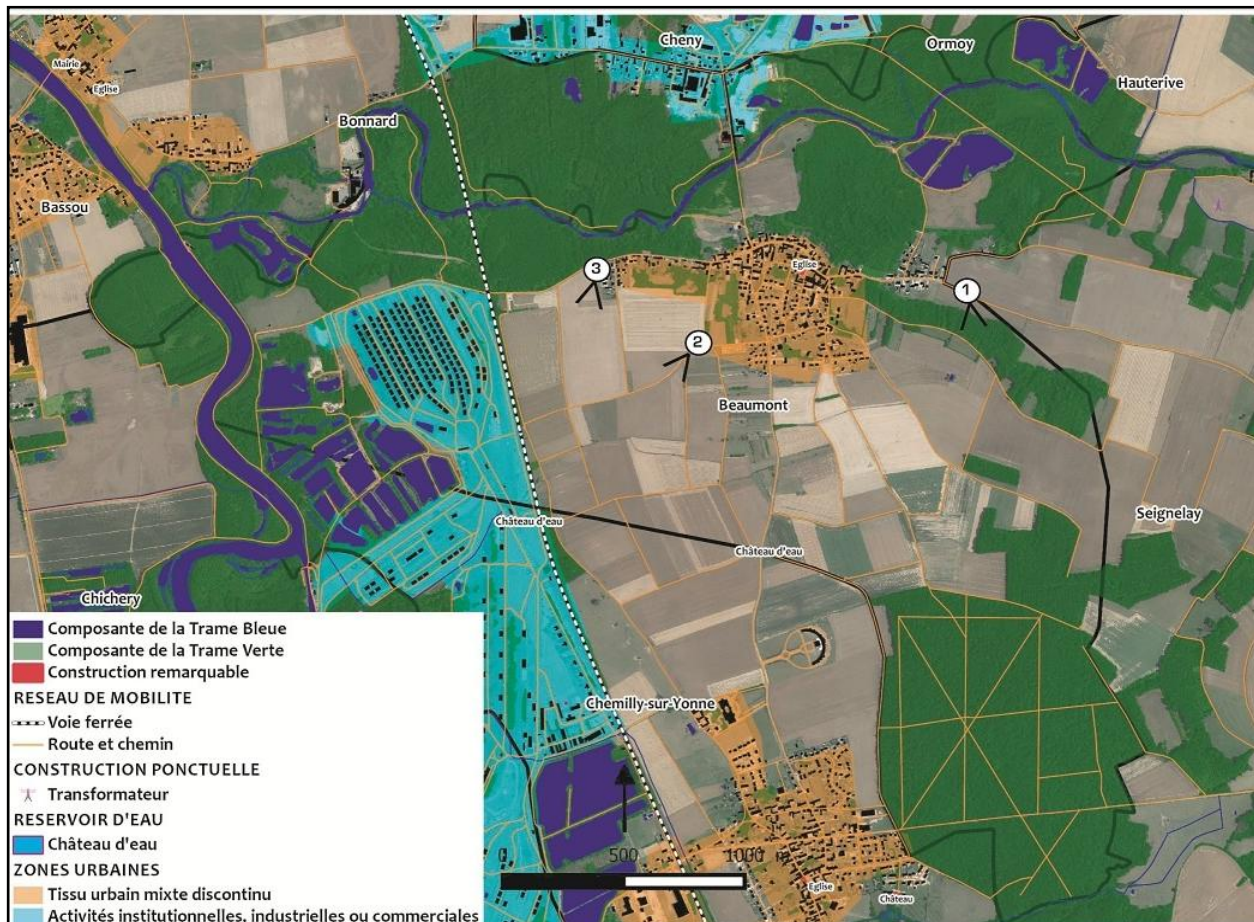 Cheny
Ormoy
Mairie
Eglise
Hauterive
Bonnard
Bassou
3
Eglise
1
2
Beaumont
Château d'eau
Seignelay
Château d'eau
Chichery
Composante de la Trame Bleue
Composante de la Trame Verte
Construction remarquable
RESEAU DE MOBILITE
Voie ferrée
Route et chemin
CONSTRUCTION PONCTUELLE
Transformateur
RESERVOIR D'EAU
Château d'eau
ZONES URBAINES
Tissu urbain mixte discontinu
Activités institutionnelles, industrielles ou commerciales
Chemilly-sur-Yonne
0 500 1000 m
Eglise
Château